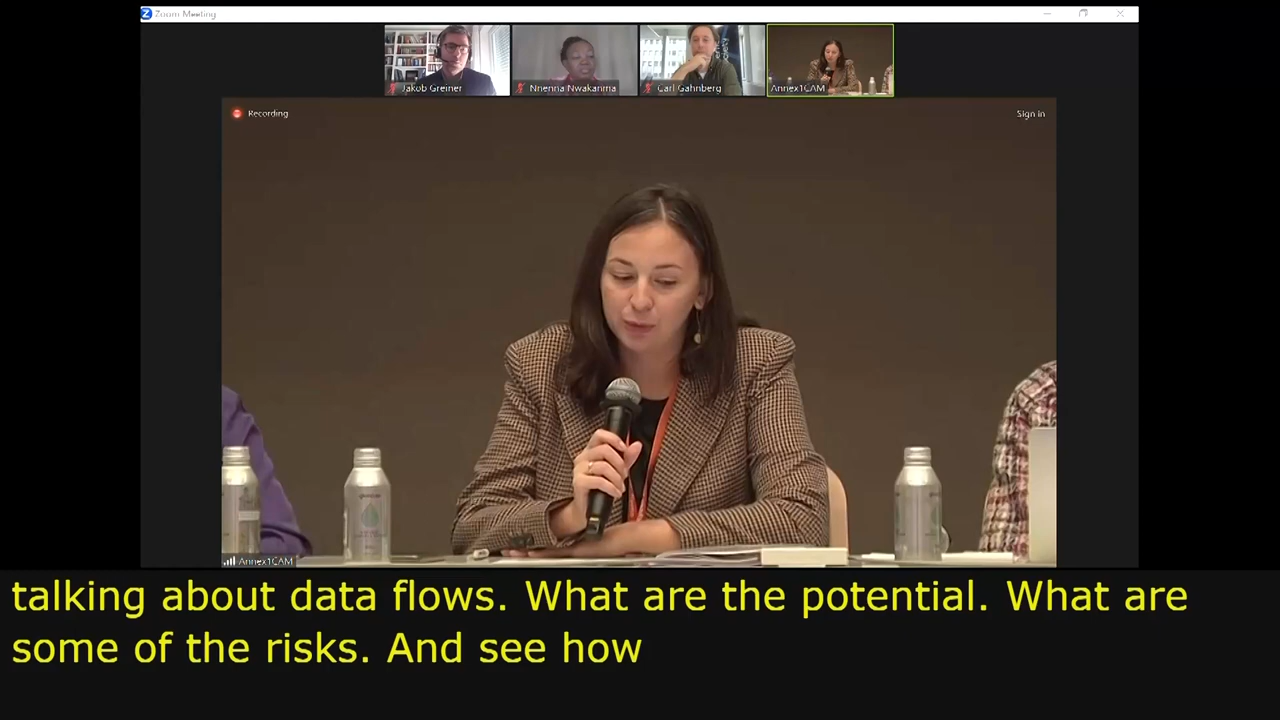 Zoom Meeting
Jakob Greiner
Nnenna Nwakanma
Carl Gahnberg
Annex1CAM
Recording
Sign in
Annex1CAM
talking about data flows. What are the potential. What are
some of the risks. And see how